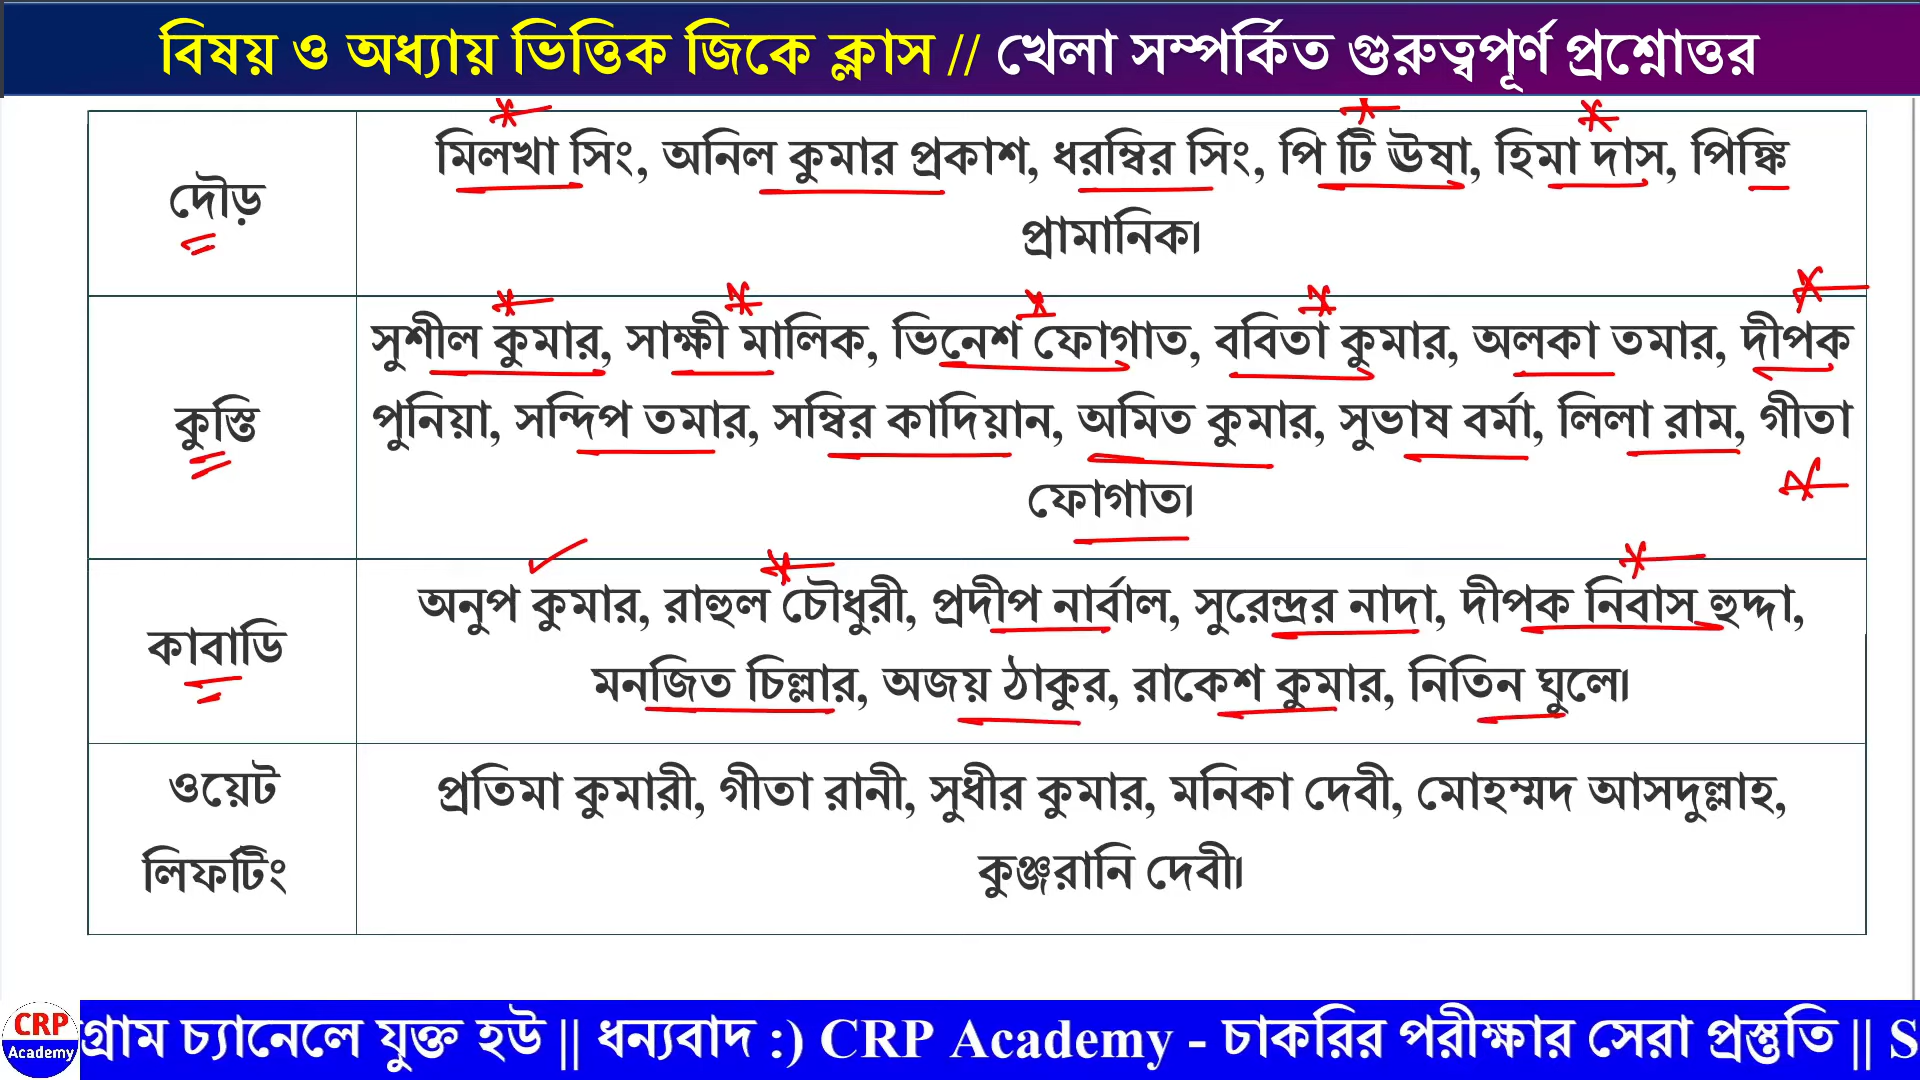 বিষয় ও অধ্যায় ভিত্তিক জিকে ক্লাস // খেলা সম্পর্কিত গুরুত্বপূর্ণ প্রশ্নোত্তর
দৌড়
মিলখা সিং, অনিল কুমার প্রকাশ, ধরম্বির সিং, পি টি ঊষা, হিমা দাস, পিঙ্কি
প্রামানিক।
কুস্তি
সুশীল কুমার, সাক্ষী মালিক, ভিনেশ ফোগাত, ববিতা কুমার, অলকা তমার, দীপক
পুনিয়া, সন্দিপ তমার, সম্বির কাদিয়ান, অমিত কুমার, সুভাষ বর্মা, লিলা রাম, গীতা
ফোগাত।
কাবাডি
অনুপ কুমার, রাহুল চৌধুরী, প্রদীপ নার্বাল, সুরেন্দ্রর নাদা, দীপক নিবাস হুদ্দা,
মনজিত চিল্লার, অজয় ঠাকুর, রাকেশ কুমার, নিতিন ঘুলে।
ওয়েট
লিফটিং
প্রতিমা কুমারী, গীতা রানী, সুধীর কুমার, মনিকা দেবী, মোহম্মদ আসদুল্লাহ,
কুঞ্জরানি দেবী।
CRP
Academy
গ্রাম চ্যানেলে যুক্ত হউ || ধন্যবাদ :) CRP Academy - চাকরির পরীক্ষার সেরা প্রস্তুতি || S